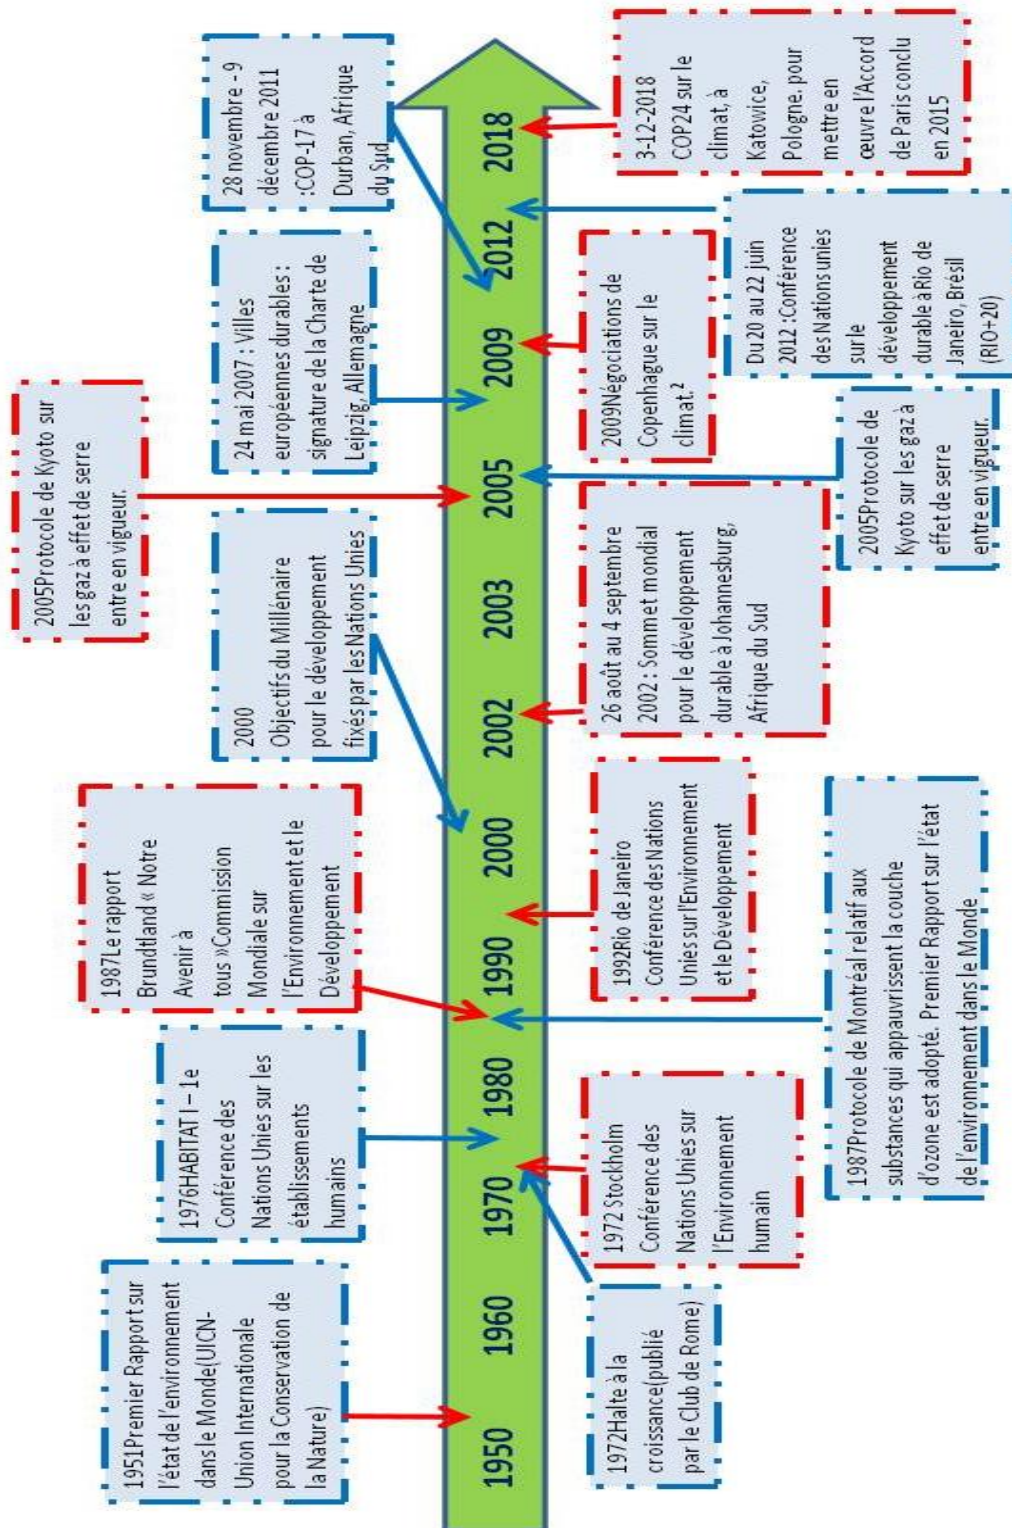 1951Premier Rapport sur
l'état de l'environnement
dans le Monde(UICN-
Union Internationale
pour la Conservation de
la Nature)
1976HABITAT I – 1e
Conférence des
Nations Unies sur les
établissements
humains
1987Le rapport
Brundtland « Notre
Avenir à
tous »Commission
Mondiale sur
l'Environnement et le
Développement
2000
Objectifs du Millénaire
pour le développement
fixés par les Nations Unies
2005Protocole de Kyoto sur
les gaz à effet de serre
entre en vigueur.
24 mai 2007 : Villes
européennes durables :
signature de la Charte de
Leipzig, Allemagne
28 novembre - 9
décembre 2011
:COP-17 à
Durban, Afrique
du Sud
1950 1960 1970 1980 1990 2000 2002 2003 2005 2009 2012 2018
1972Halte à la
croissance(publié
par le Club de Rome)
1972 Stockholm
Conférence des
Nations Unies sur
l'Environnement
humain
1987Protocole de Montréal relatif aux
substances qui appauvrissent la couche
d'ozone est adopté. Premier Rapport sur l'état
de l'environnement dans le Monde
1992Rio de Janeiro
Conférence des Nations
Unies sur l'Environnement
et le Développement
26 août au 4 septembre
2002 : Sommet mondial
pour le développement
durable à Johannesburg,
Afrique du Sud
2005Protocole de
Kyoto sur les gaz à
effet de serre
entre en vigueur.
2009Négociations de
Copenhague sur le
climat.²
Du 20 au 22 juin
2012 :Conférence
des Nations unies
sur le
développement
durable à Rio de
Janeiro, Brésil
(RIO+20)
3-12-2018
COP24 sur le
climat, à
Katowice,
Pologne. pour
mettre en
œuvre l'Accord
de Paris conclu
en 2015